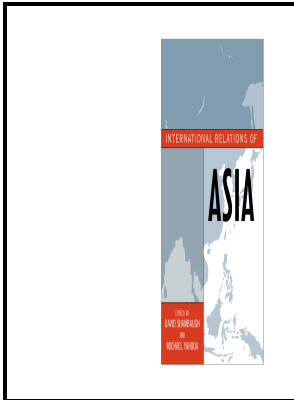 INTERNATIONAL RELATIONS OF
ASIA
EDITED BY
DAVID SHAMBAUGH
AND
MICHAEL YAHUDA